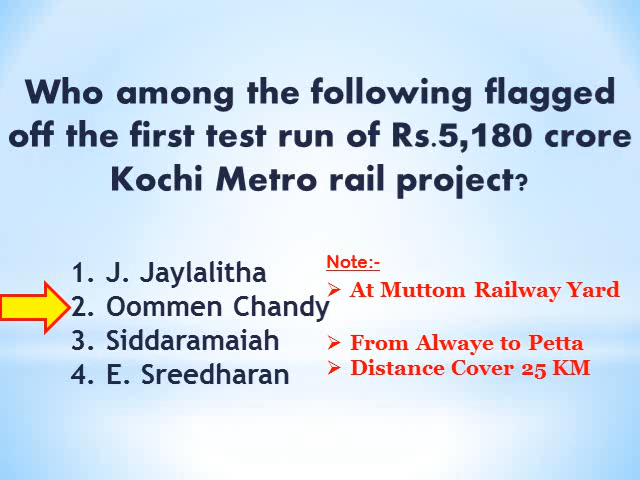 Who among the following flagged
off the first test run of Rs.5,180 crore
Kochi Metro rail project?
1. J. Jaylalitha
2. Oommen Chandy
3. Siddaramaiah
4. E. Sreedharan
Note:-
➢ At Muttom Railway Yard
➢ From Alwaye to Petta
➢ Distance Cover 25 KM